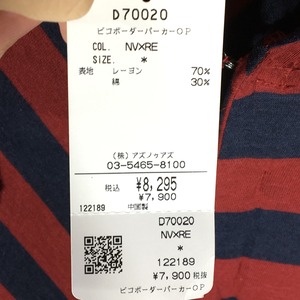 D70020
ピコボーダーパーカーOP
COL. NV×RE
SIZE. *
表地 レーヨン 70%
綿 30%
(株)アズノゥアズ
03-5465-8100
税込 ¥8,295
¥7,900
122189 中国製
D70020
NV×RE
*
122189
¥7,900 税抜
ピコボーダーパーカーOP